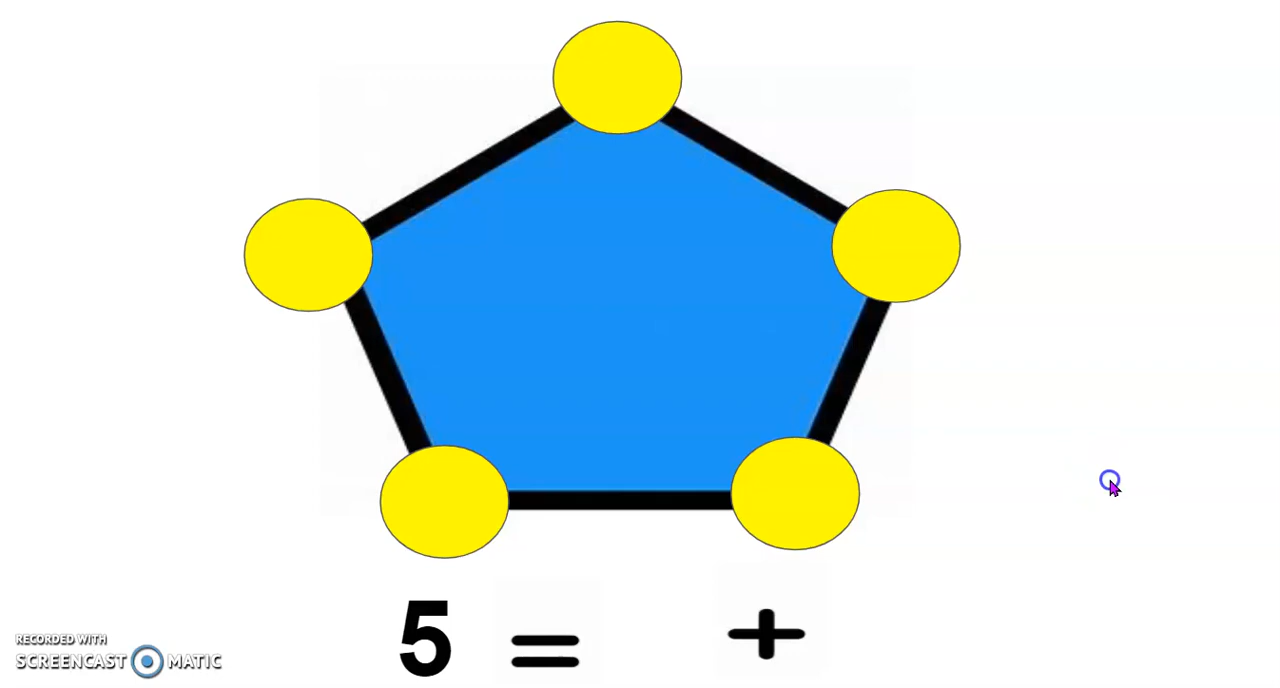 5 = +
RECORDED WITH
SCREENCAST MATIC